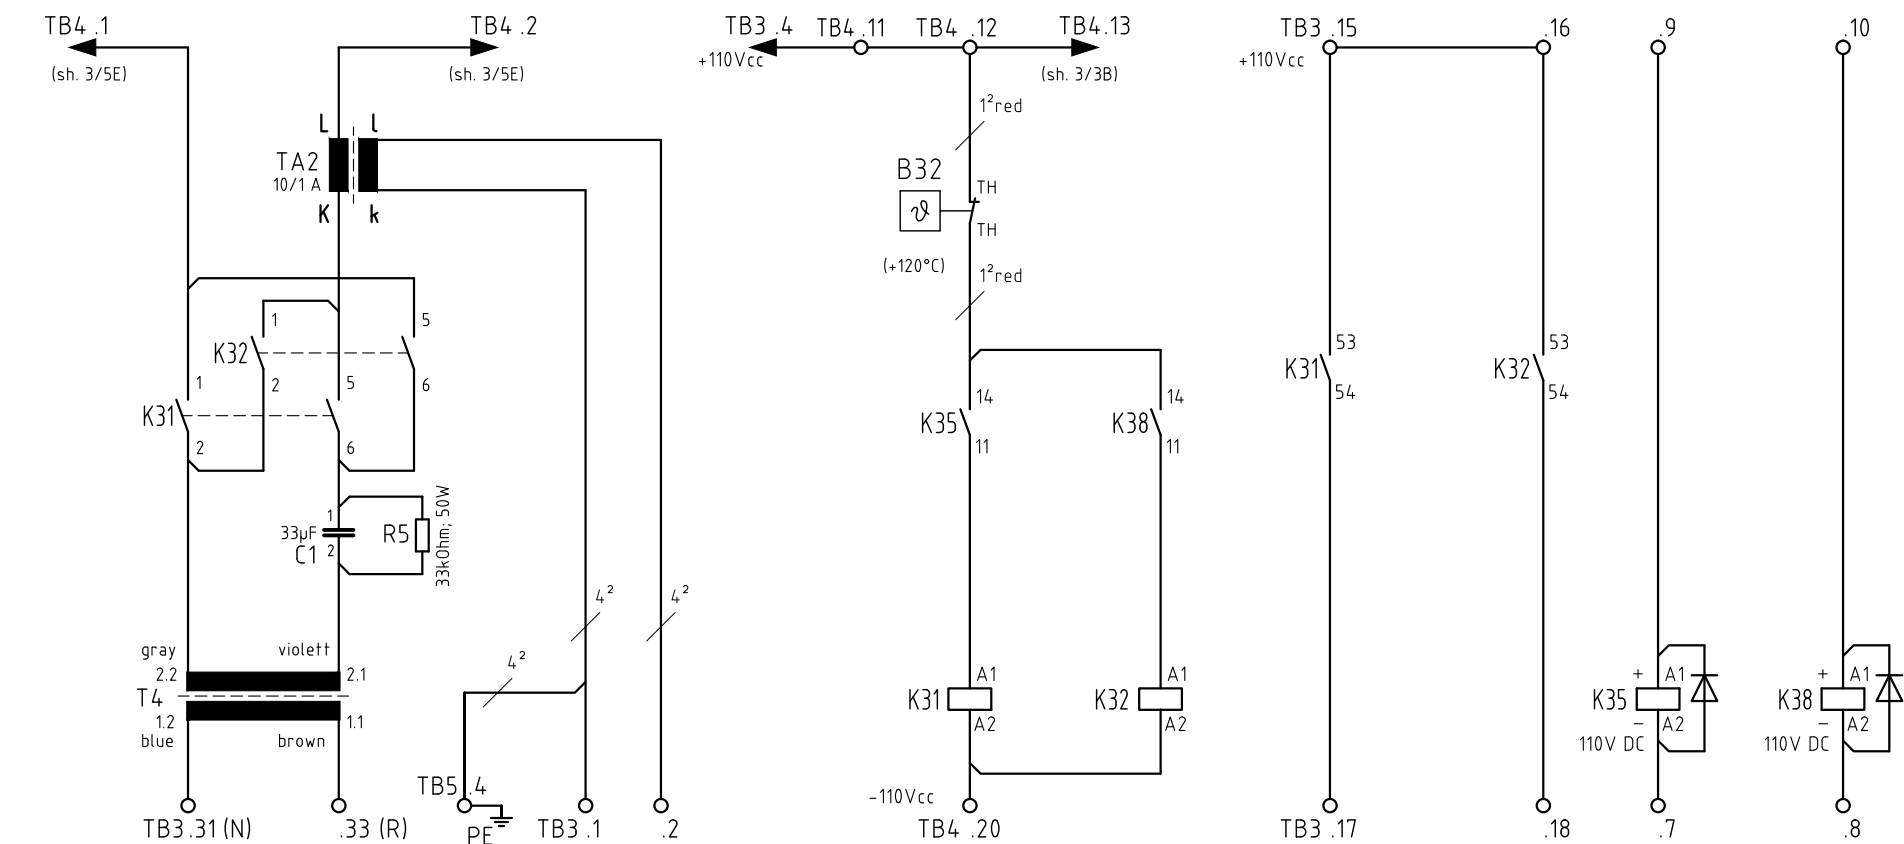 TB4 .1
TB4 .2
TB3 .4
TB4 .11
TB4 .12
TB4.13
TB3 .15
.16
.9
.10
(sh. 3/5E)
(sh. 3/5E)
+110Vcc
(sh. 3/3B)
+110Vcc
1²red
L
l
TA2
10/1 A
K
k
B32
TH
ϑ
TH
(+120°C)
1²red
1
5
K32
2
6
1
5
K31
2
6
53
K31
54
53
K32
54
14
K35
11
14
K38
11
1
33µF
C1
2
R5
33kOhm; 50W
4²
4²
4²
gray
violett
2.2
2.1
T4
1.2
1.1
blue
brown
A1
K31
A2
A1
K32
A2
+
A1
K35
−
A2
110V DC
+
A1
K38
−
A2
110V DC
TB5 .4
PE
-110Vcc
TB3.31 (N)
.33 (R)
TB3 .1
.2
TB4 .20
TB3 .17
.18
.7
.8